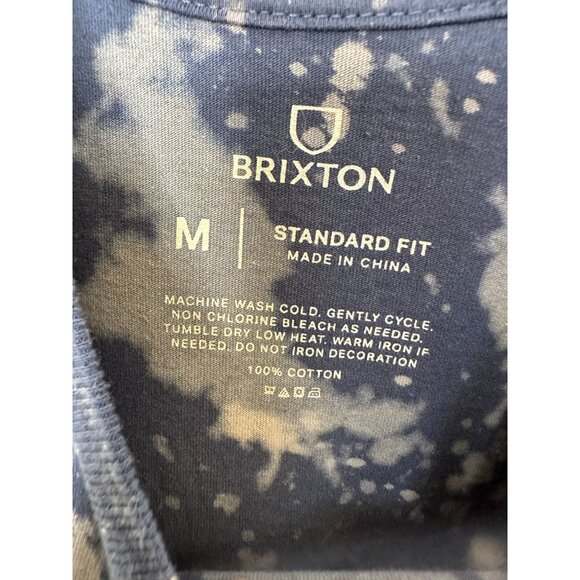 BRIXTON
M
STANDARD FIT
MADE IN CHINA
MACHINE WASH COLD. GENTLY CYCLE.
NON CHLORINE BLEACH AS NEEDED.
TUMBLE DRY LOW HEAT. WARM IRON IF
NEEDED. DO NOT IRON DECORATION
100% COTTON